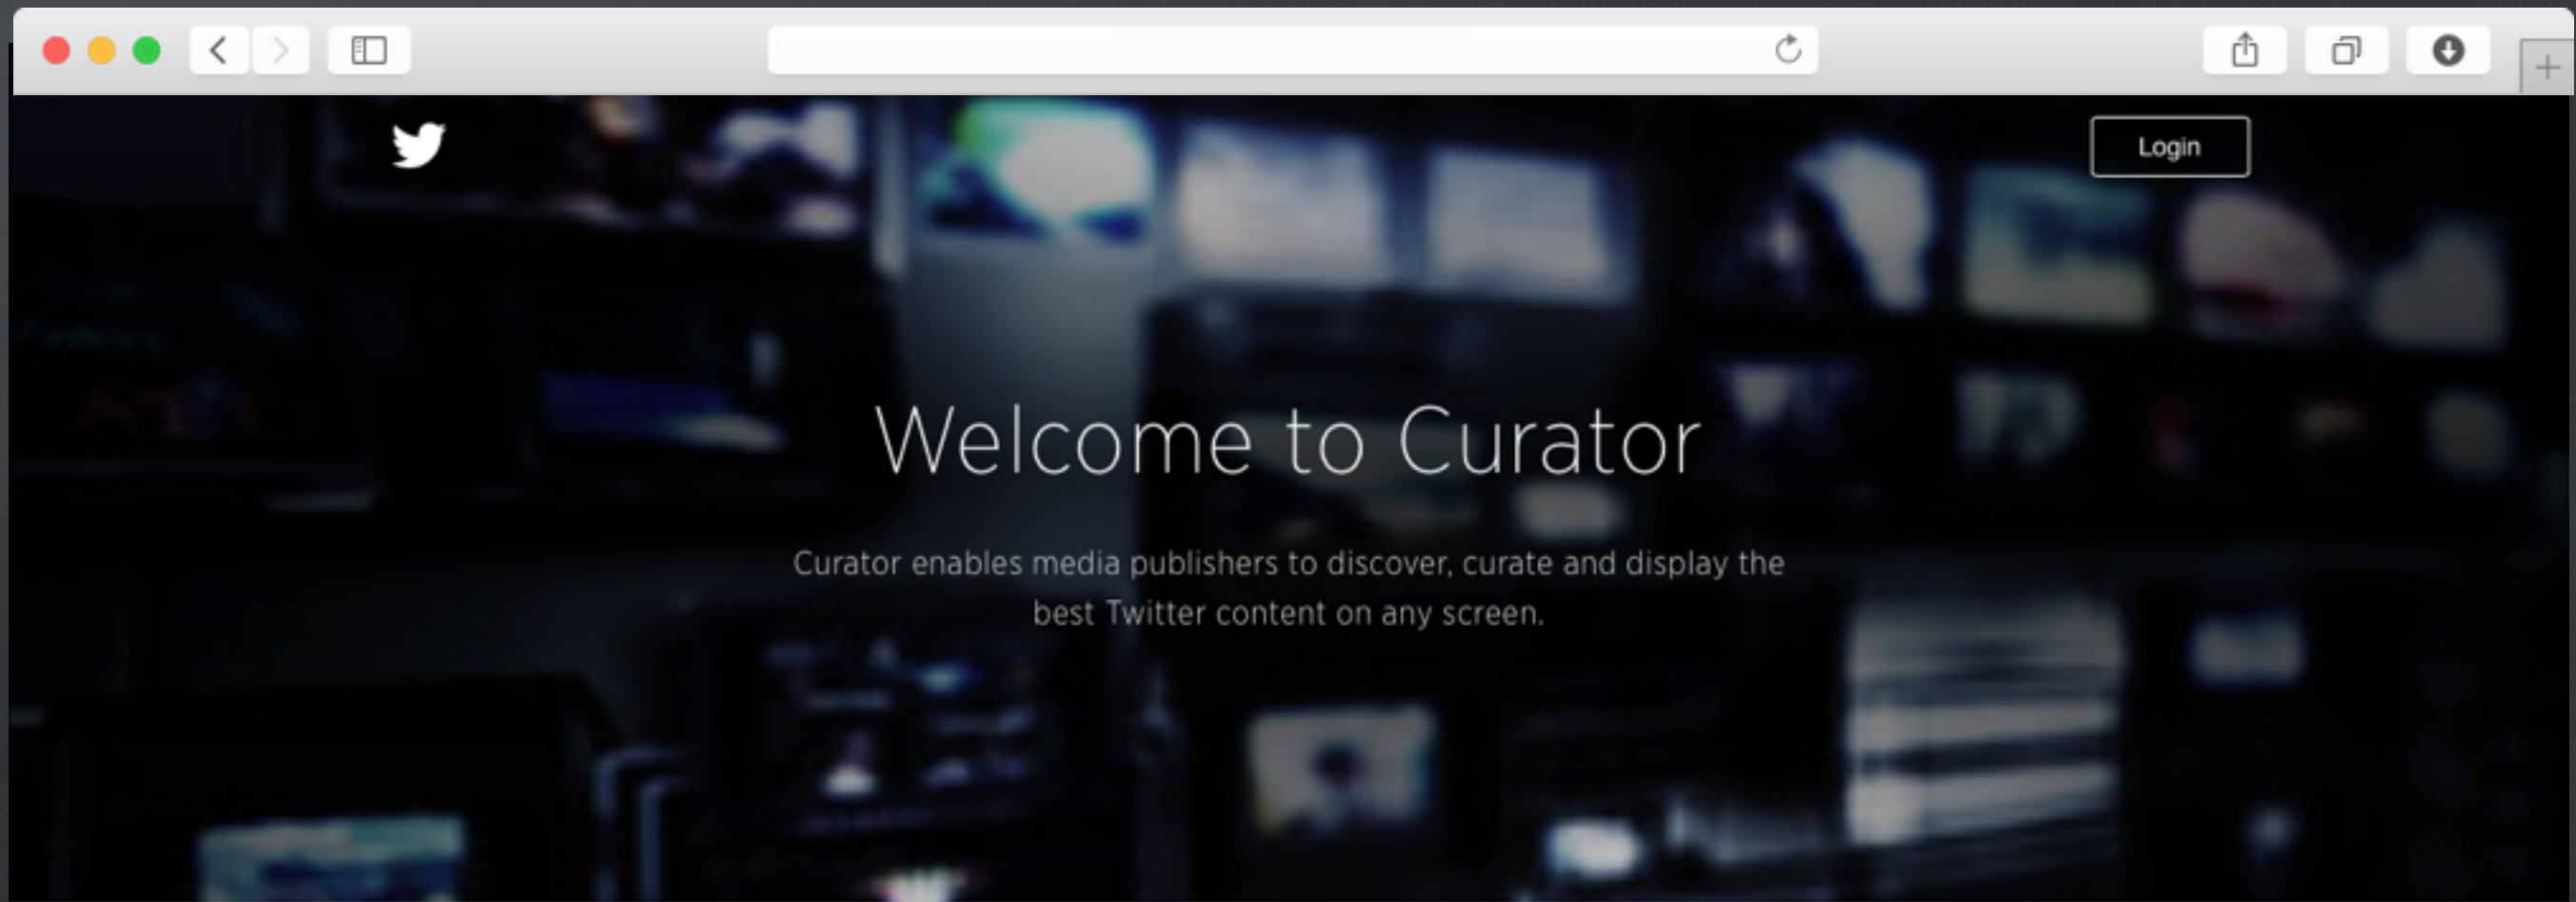 Login
Welcome to Curator
Curator enables media publishers to discover, curate and display the
best Twitter content on any screen.